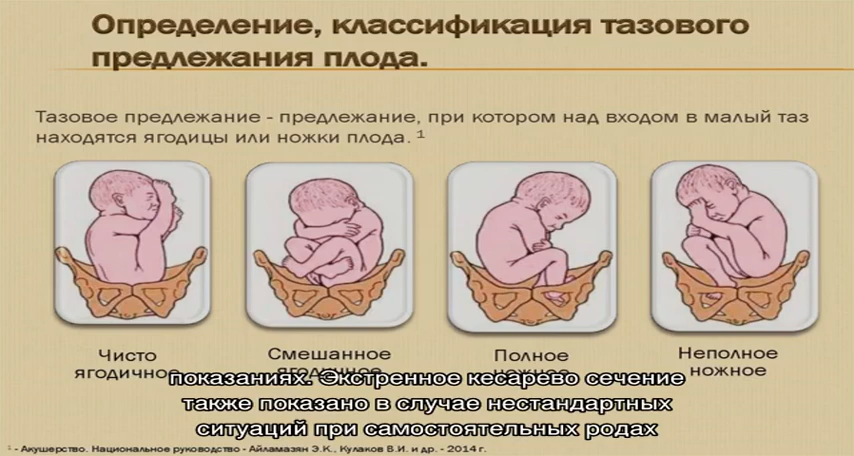 Определение, классификация тазового
предлежания плода.
Тазовое предлежание - предлежание, при котором над входом в малый таз
находятся ягодицы или ножки плода. ¹
Чисто
ягодичное
Смешанное
ягодичное
Полное
ножное
Неполное
ножное
показаниях. Экстренное кесарево сечение
также показано в случае нестандартных
ситуаций при самостоятельных родах
¹ - Акушерство. Национальное руководство - Айламазян Э.К., Кулаков В.И. и др. - 2014 г.